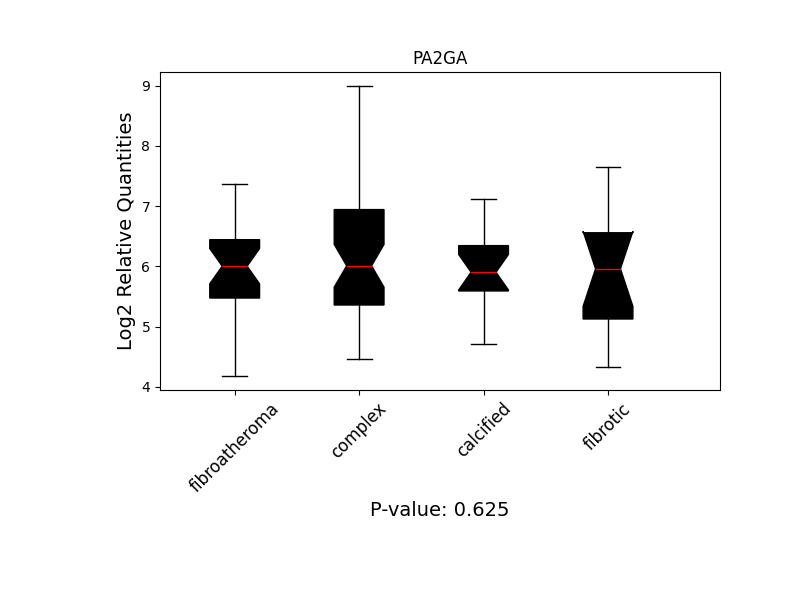 PA2GA
Log2 Relative Quantities
9
8
7
6
5
4
fibroatheroma
complex
calcified
fibrotic
P-value: 0.625